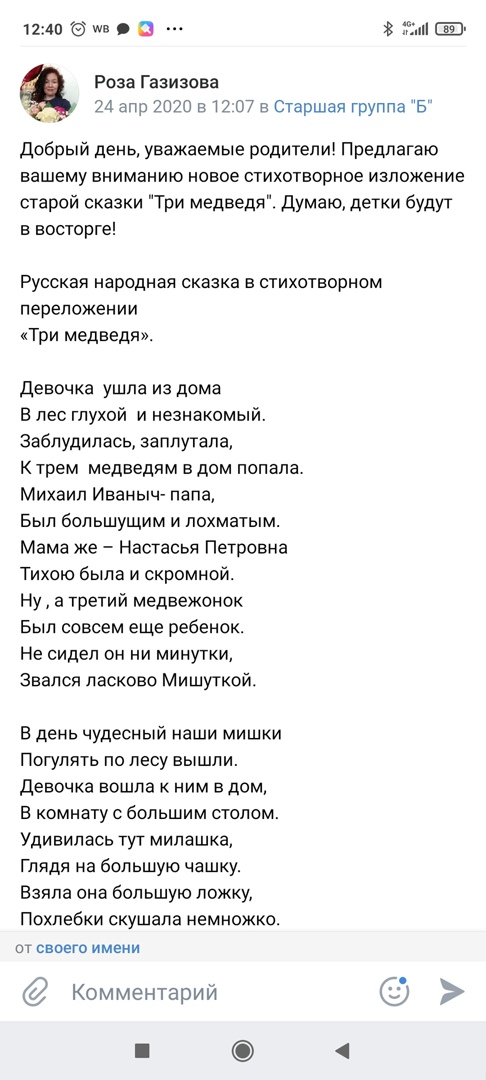 12:40 WB ... 4G+ 89
Роза Газизова
24 апр 2020 в 12:07 в Старшая группа "Б"
Добрый день, уважаемые родители! Предлагаю
вашему вниманию новое стихотворное изложение
старой сказки "Три медведя". Думаю, детки будут
в восторге!
Русская народная сказка в стихотворном
переложении
«Три медведя».
Девочка  ушла из дома
В лес глухой  и незнакомый.
Заблудилась, заплутала,
К трем  медведям в дом попала.
Михаил Иваныч- папа,
Был большущим и лохматым.
Мама же – Настасья Петровна
Тихою была и скромной.
Ну , а третий медвежонок
Был совсем еще ребенок.
Не сидел он ни минутки,
Звался ласково Мишуткой.
В день чудесный наши мишки
Погулять по лесу вышли.
Девочка вошла к ним в дом,
В комнату с большим столом.
Удивилась тут милашка,
Глядя на большую чашку.
Взяла она большую ложку,
Похлебки скушала немножко.
от своего имени
Комментарий